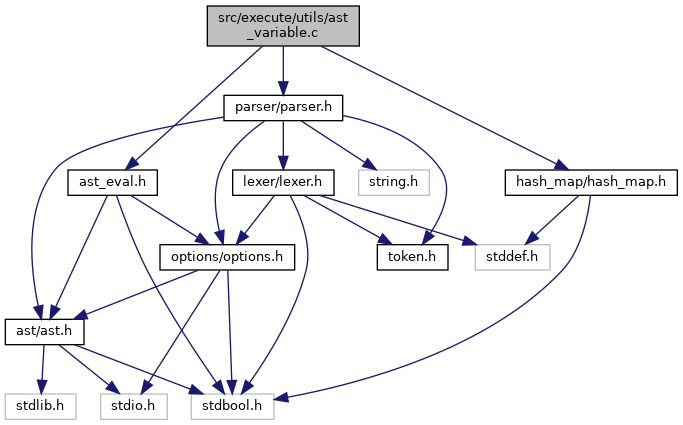 src/execute/utils/ast
_variable.c
parser/parser.h
ast_eval.h
lexer/lexer.h
string.h
hash_map/hash_map.h
options/options.h
token.h
stddef.h
ast/ast.h
stdlib.h
stdio.h
stdbool.h